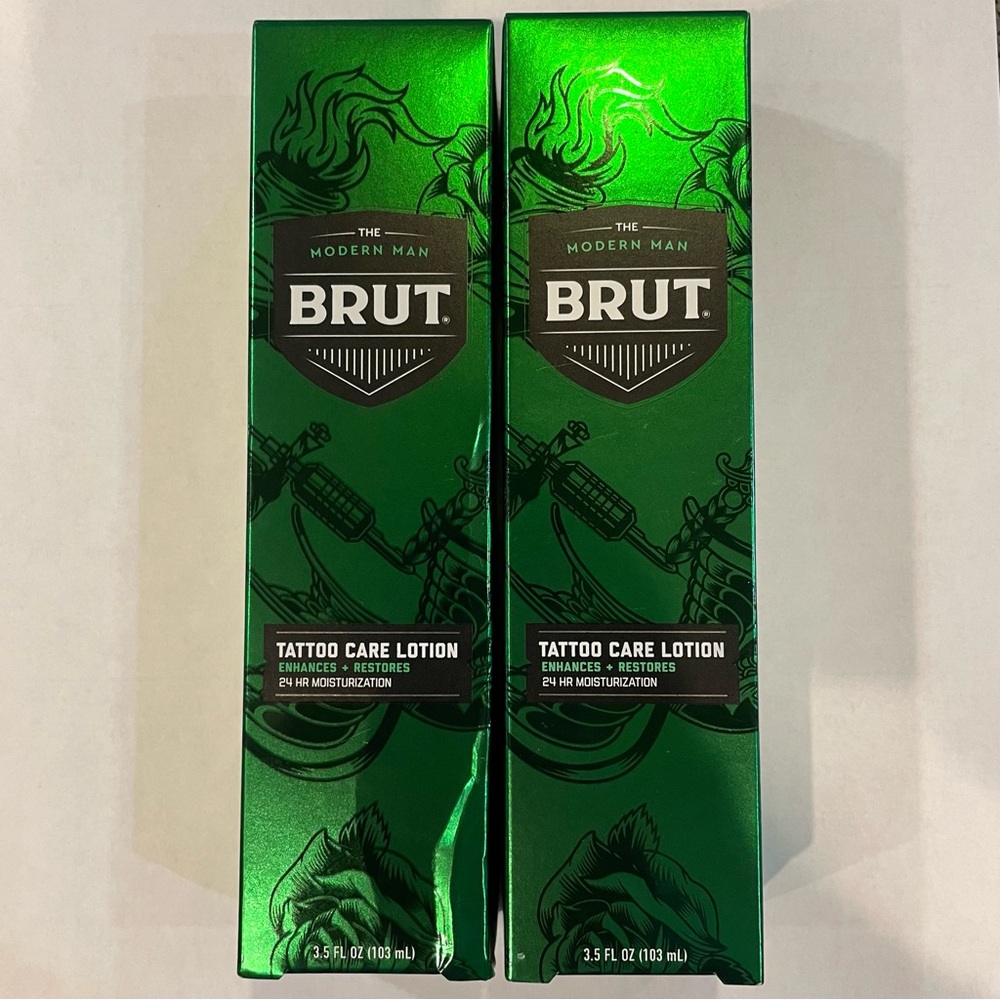 THE
MODERN MAN
BRUT®
TATTOO CARE LOTION
ENHANCES + RESTORES
24 HR MOISTURIZATION
3.5 FL OZ (103 mL)
THE
MODERN MAN
BRUT®
TATTOO CARE LOTION
ENHANCES + RESTORES
24 HR MOISTURIZATION
3.5 FL OZ (103 mL)